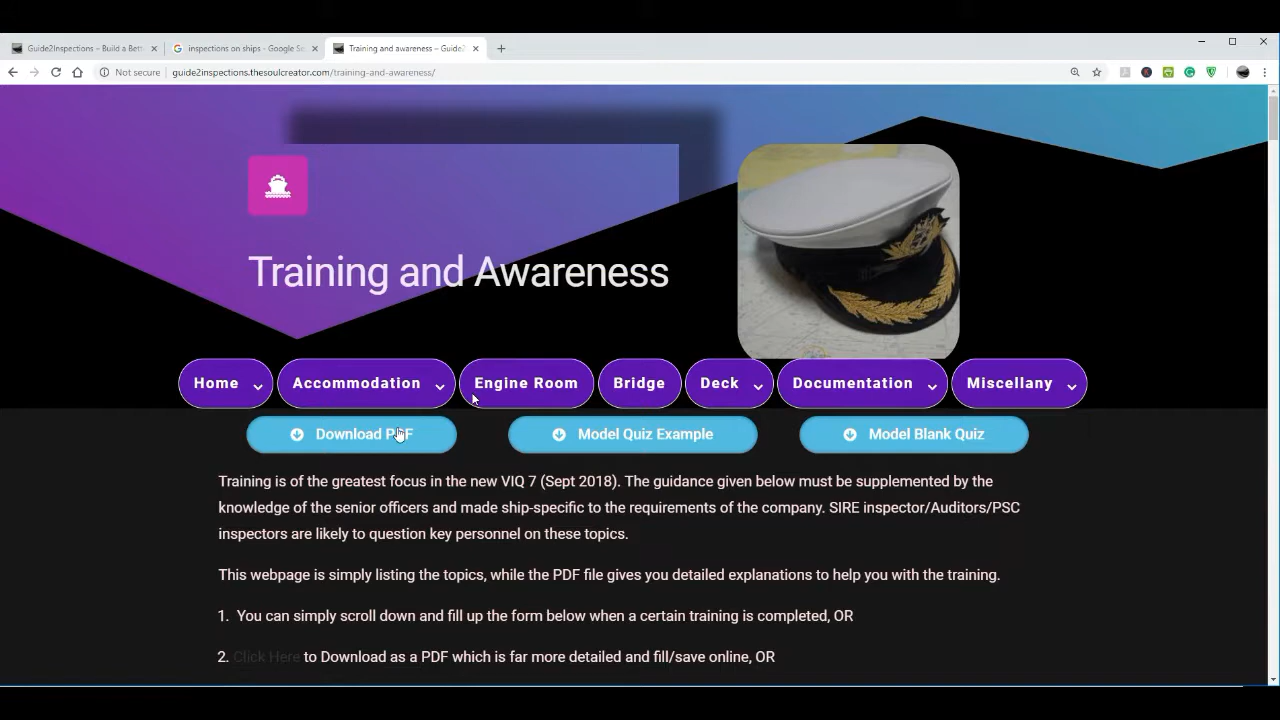 Guide2Inspections – Build a Bett
inspections on ships - Google Se
Training and awareness – Guide2
Not secure
guide2inspections.thesoulcreator.com/training-and-awareness/
Training and Awareness
Home Accommodation Engine Room Bridge Deck Documentation Miscellany
Download PDF Model Quiz Example Model Blank Quiz
Training is of the greatest focus in the new VIQ 7 (Sept 2018). The guidance given below must be supplemented by the
knowledge of the senior officers and made ship-specific to the requirements of the company. SIRE inspector/Auditors/PSC
inspectors are likely to question key personnel on these topics.
This webpage is simply listing the topics, while the PDF file gives you detailed explanations to help you with the training.
1. You can simply scroll down and fill up the form below when a certain training is completed, OR
2. Click Here to Download as a PDF which is far more detailed and fill/save online, OR